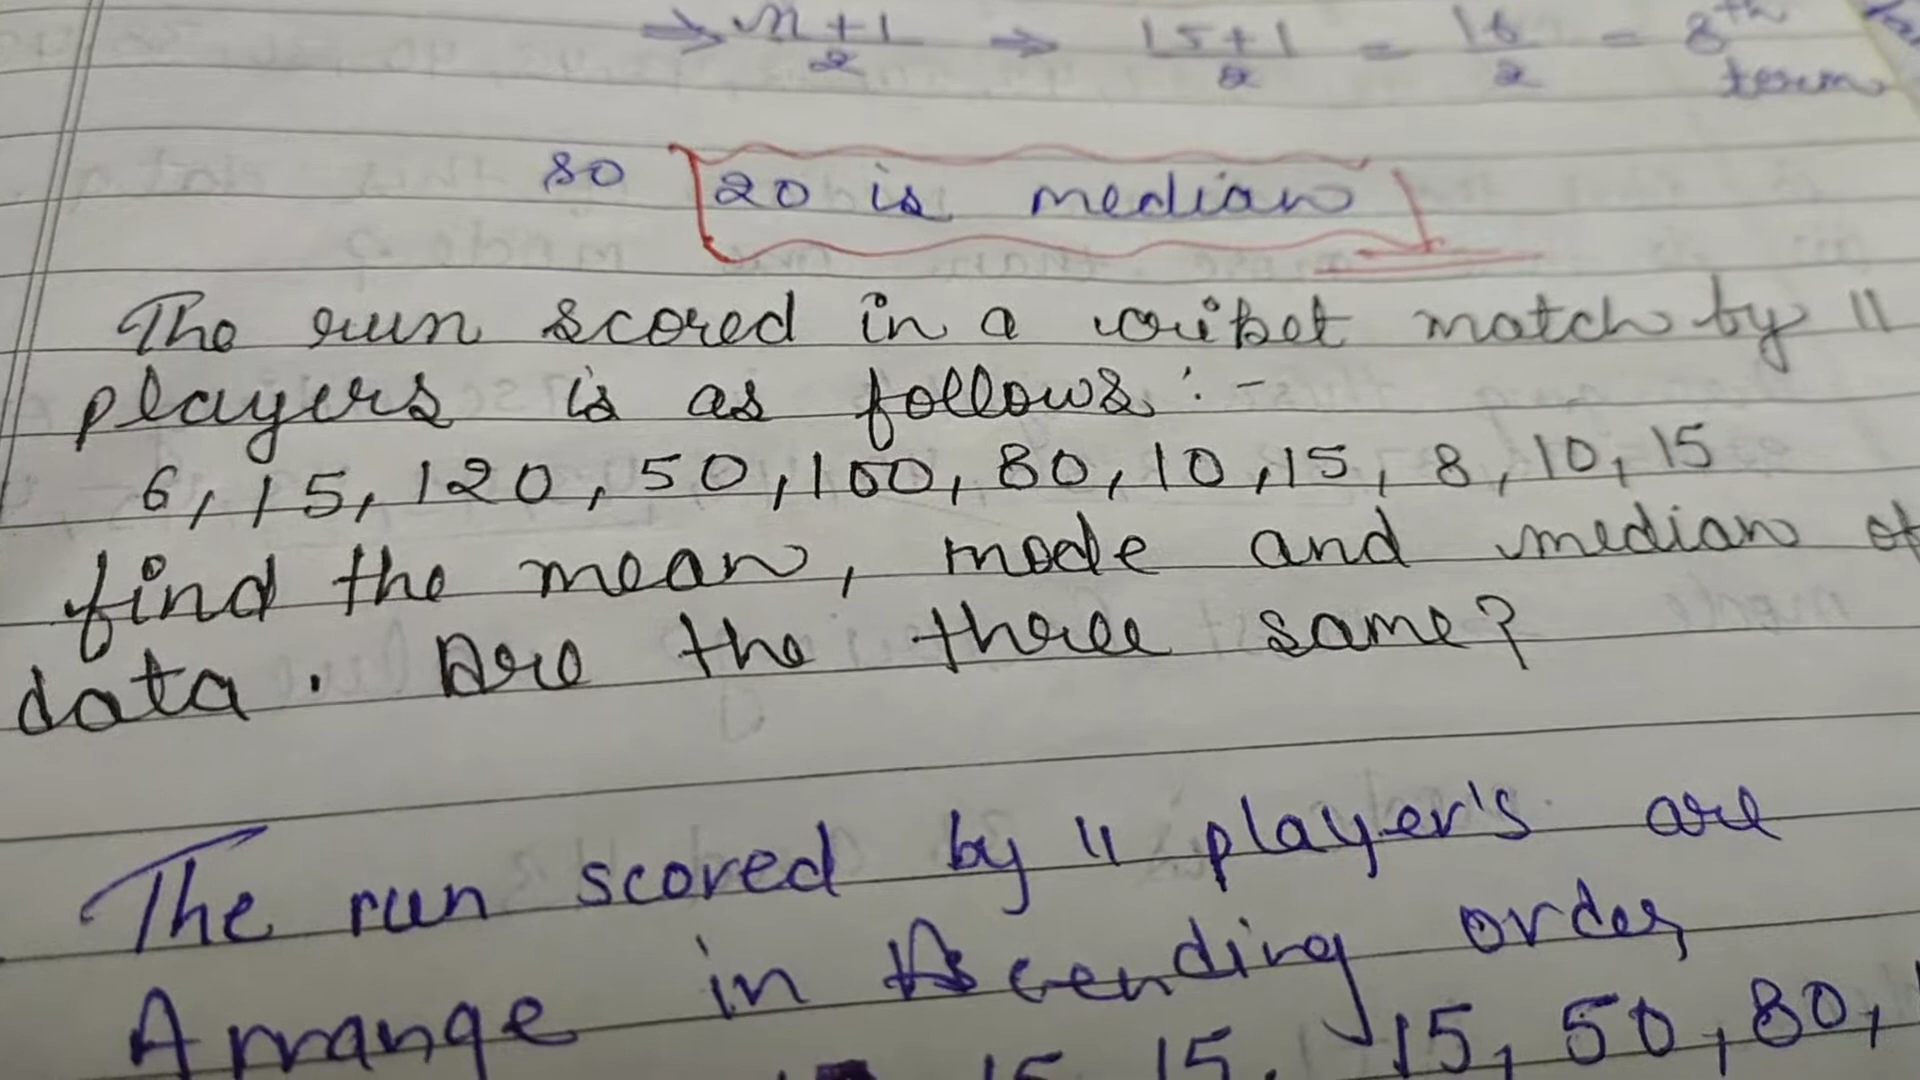 ⇒ n+1/2 ⇒ 15+1/2 = 16/2 = 8th term
80 20 is median
The run scored in a cricket match by 11
players is as follows :-
6, 15, 120, 50, 100, 80, 10, 15, 8, 10, 15
find the mean, mode and median of
data. Are the three same?
The run scored by 11 player's are
Arrange in Ascending order
15, 15, 15, 50, 80,